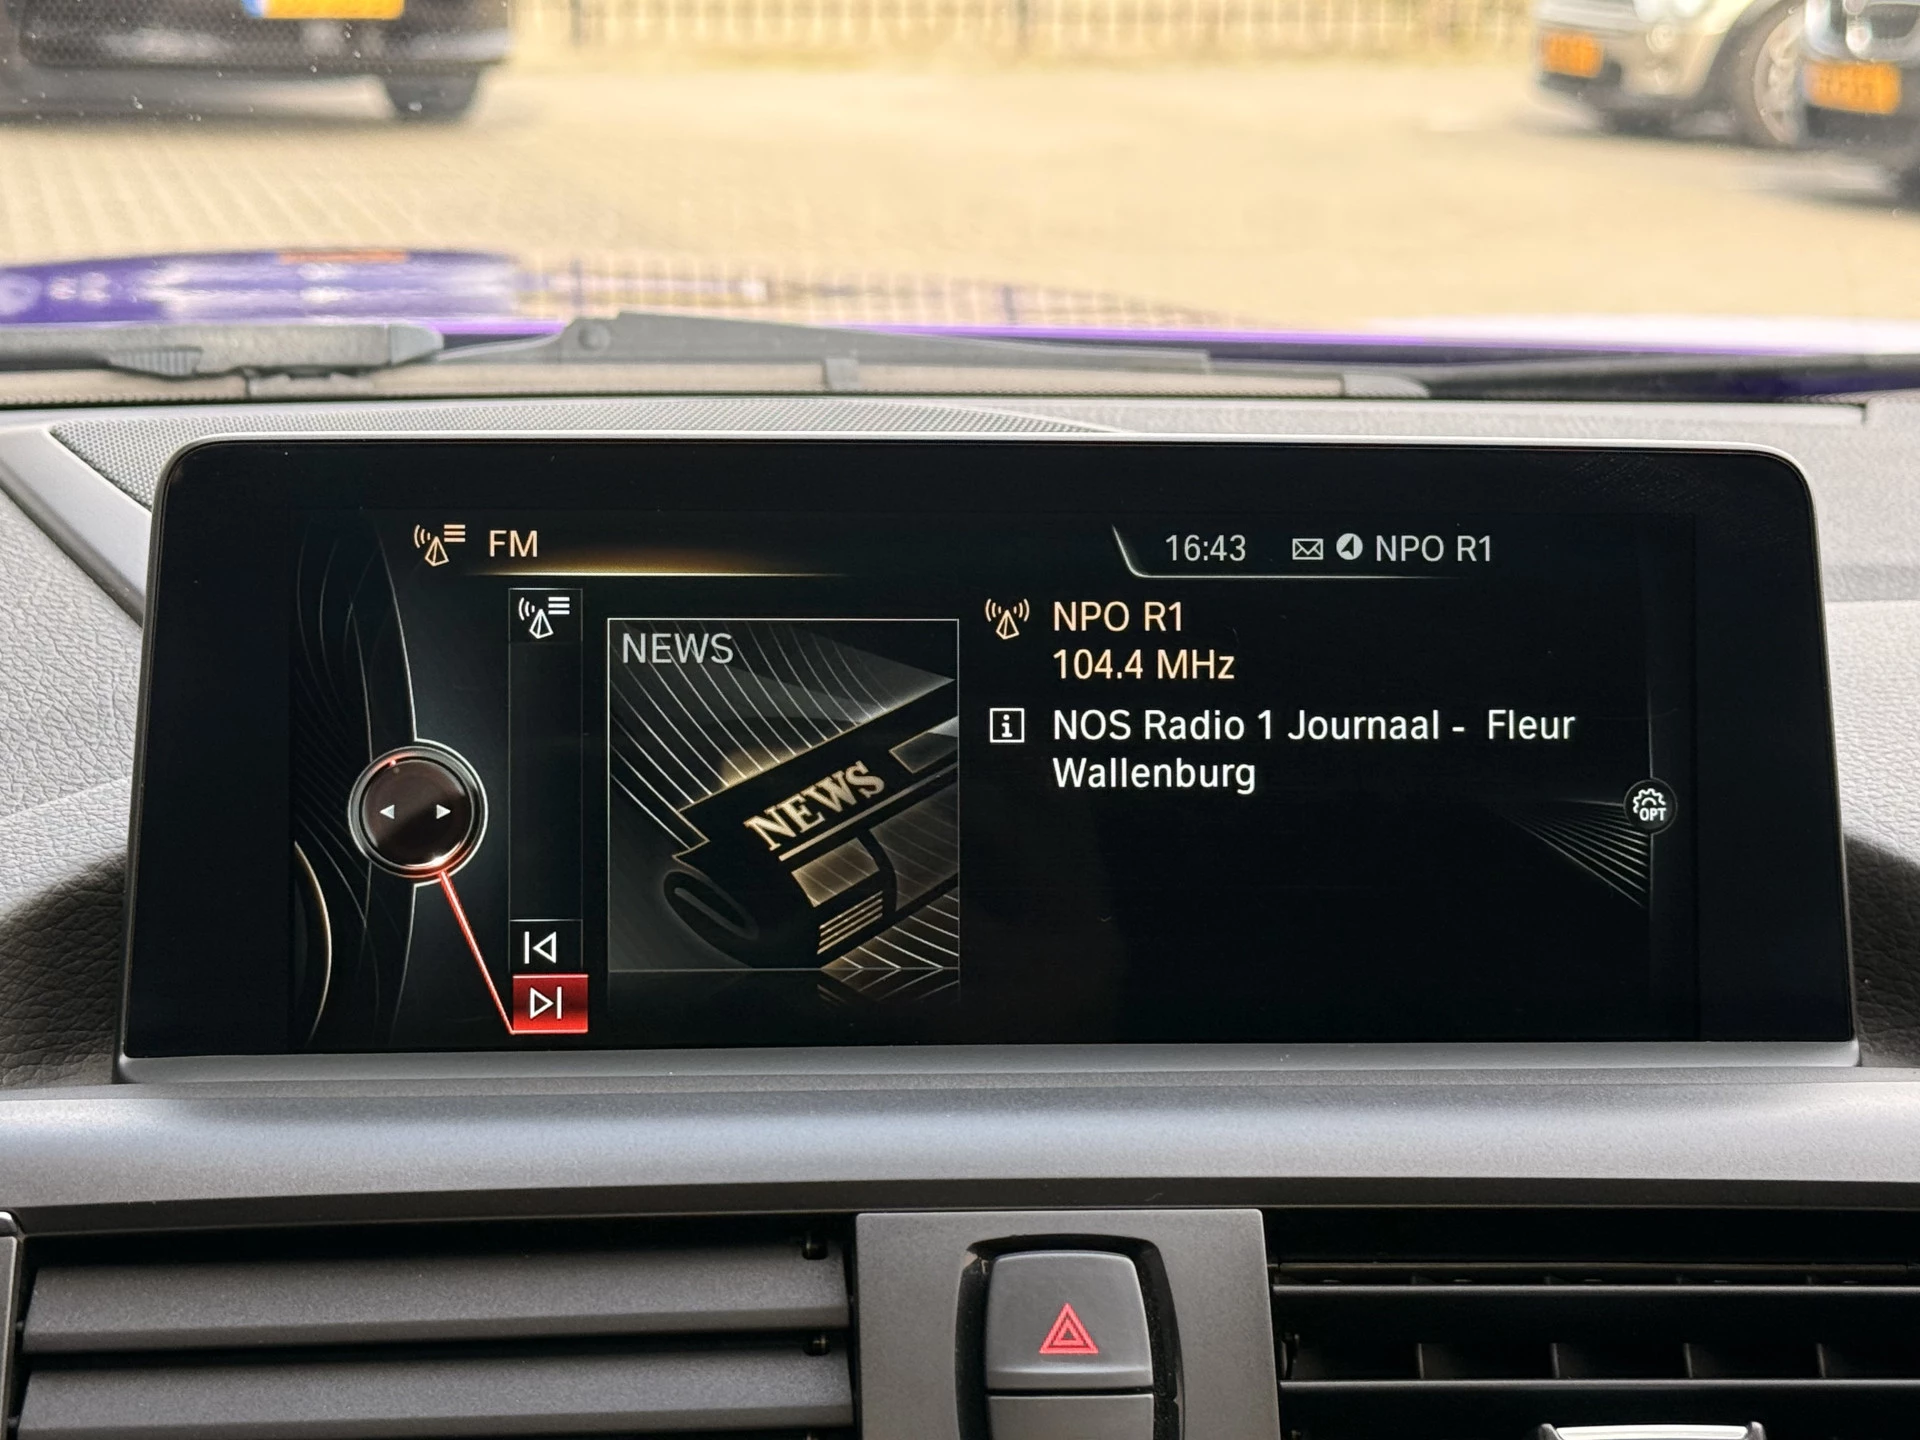 FM
16:43 NPO R1
NEWS
NEWS
NPO R1
104.4 MHz
i NOS Radio 1 Journaal - Fleur
Wallenburg
OPT